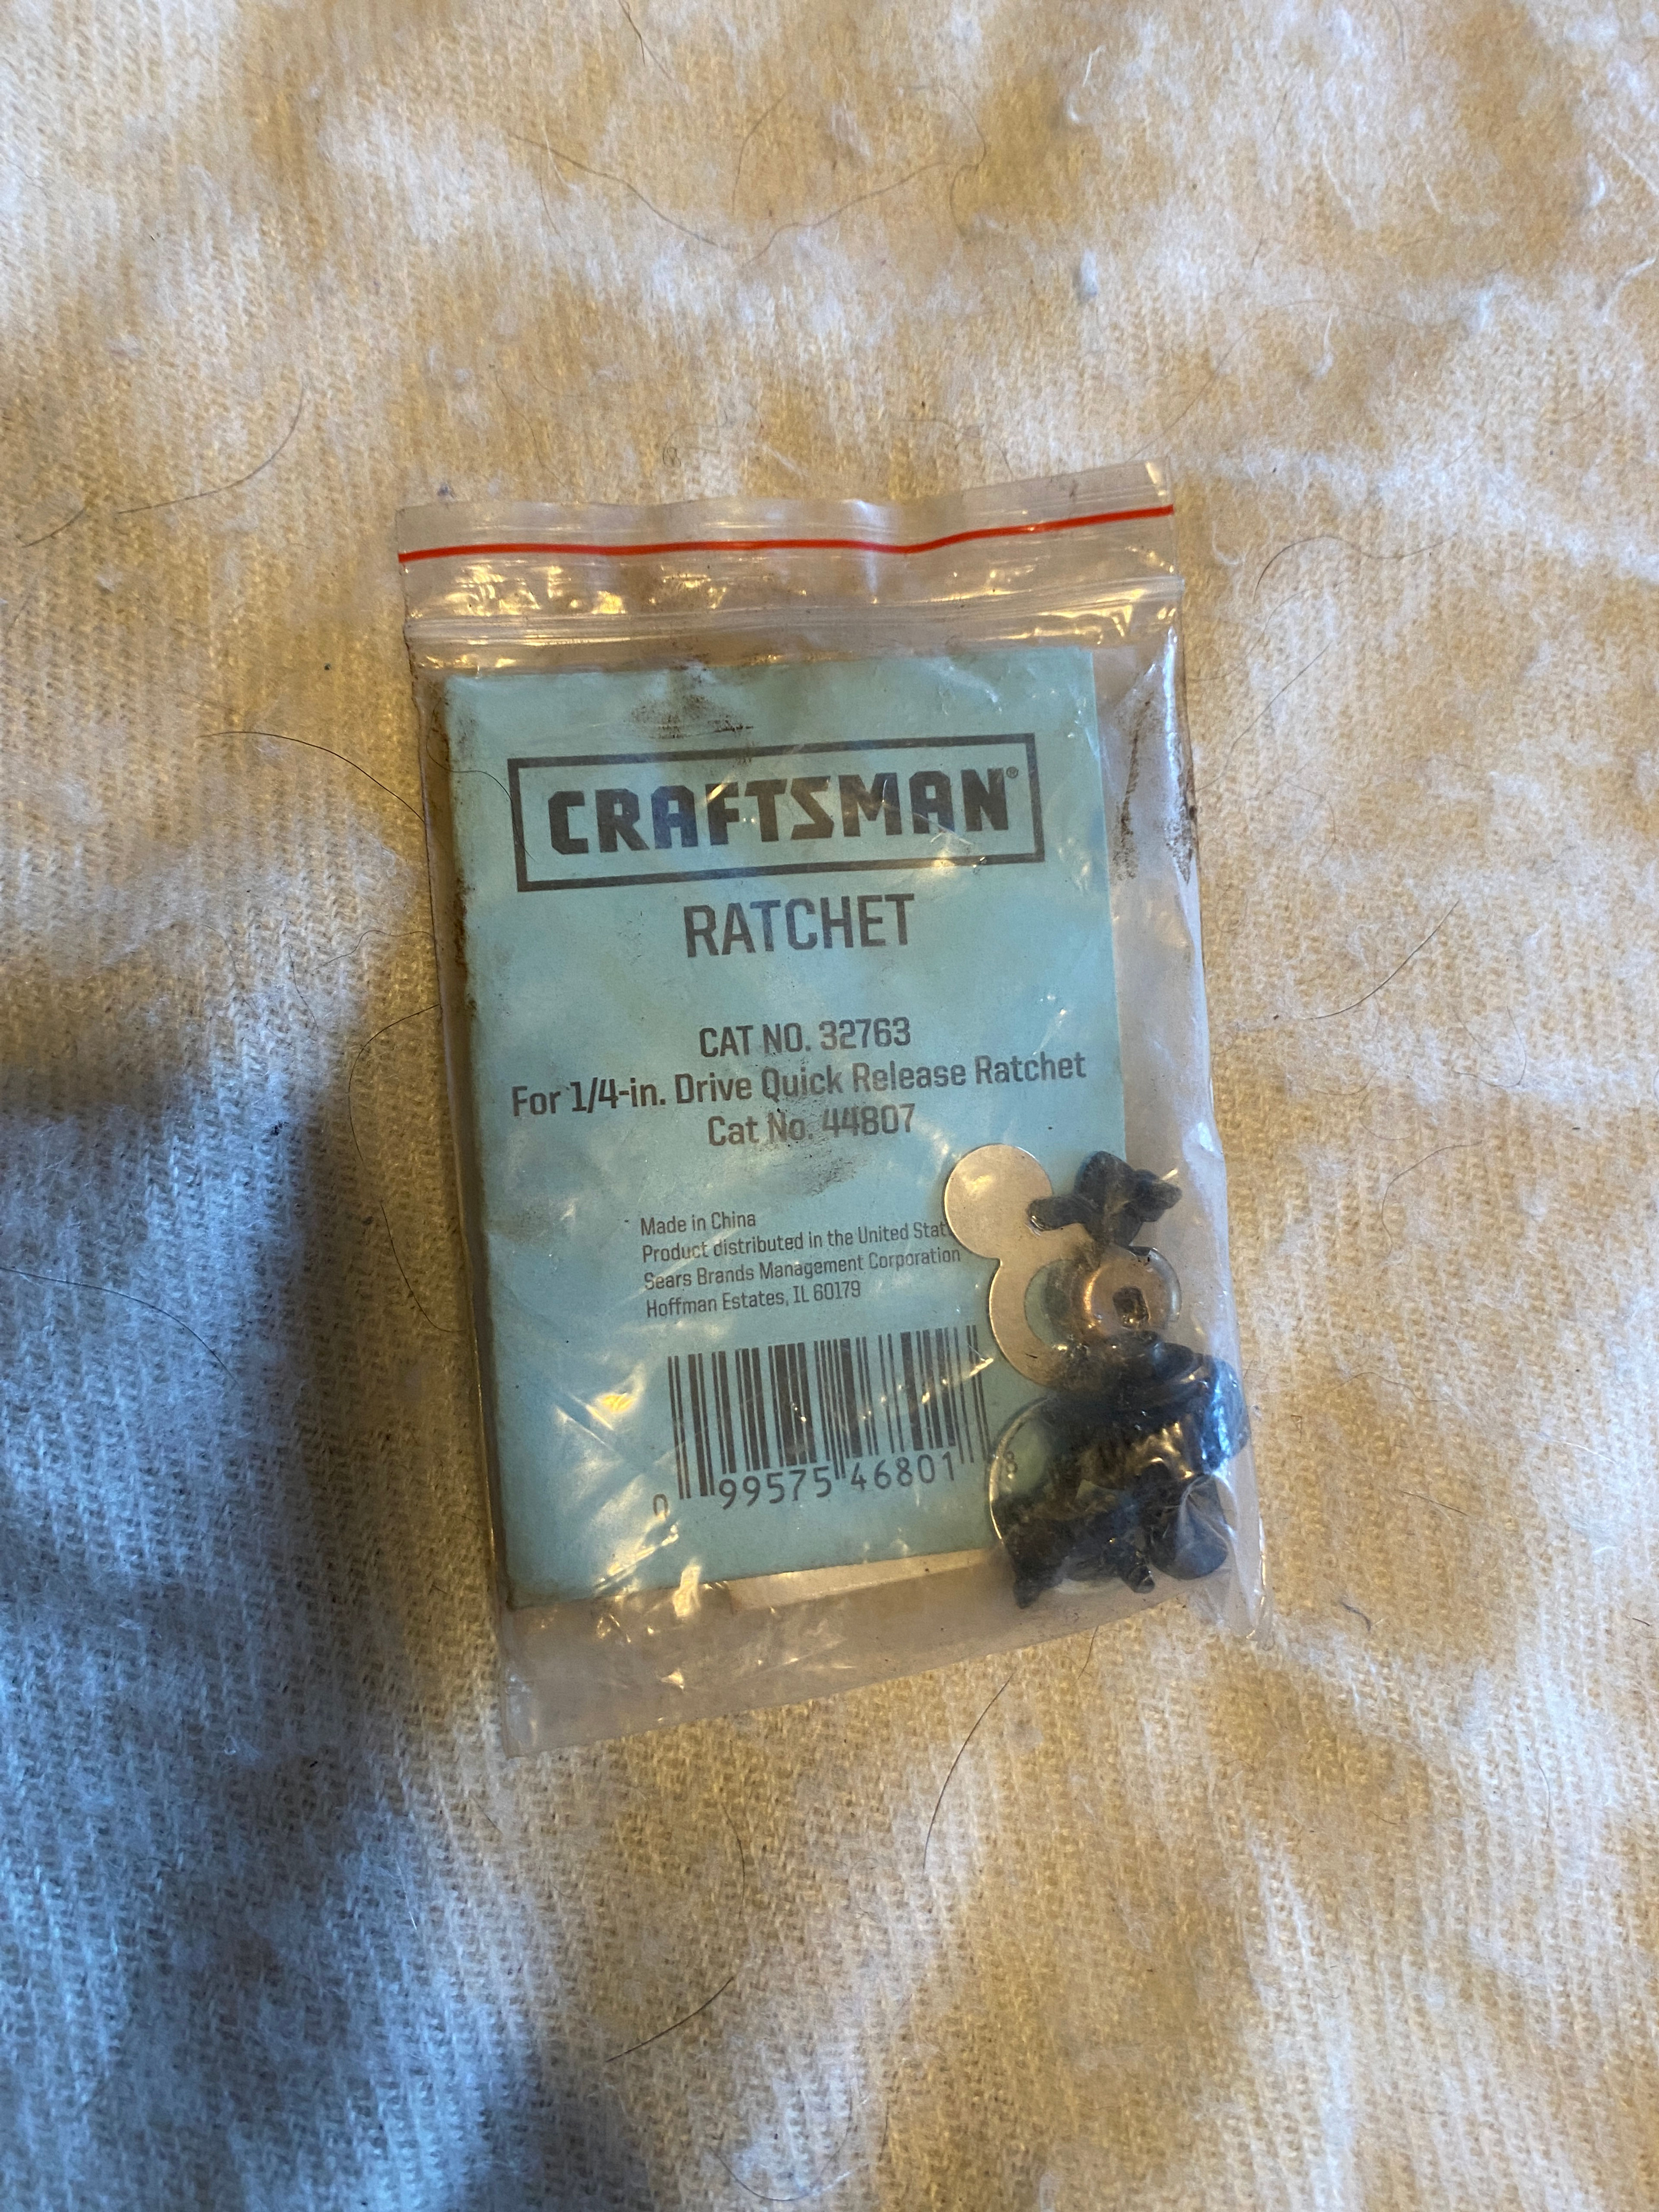 CRAFTSMAN®
RATCHET
CAT NO. 32763
For 1/4-in. Drive Quick Release Ratchet
Cat No. 44807
Made in China
Product distributed in the United Stat
Sears Brands Management Corporation
Hoffman Estates, IL 60179
0 99575 46801 8